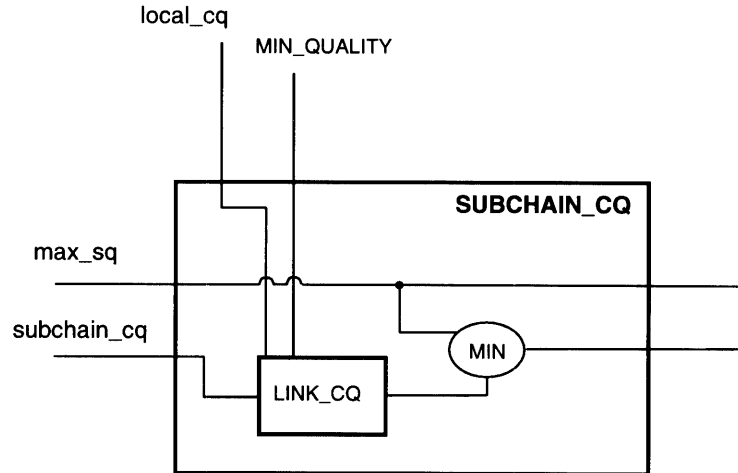 local_cq
MIN_QUALITY
SUBCHAIN_CQ
max_sq
subchain_cq
MIN
LINK_CQ